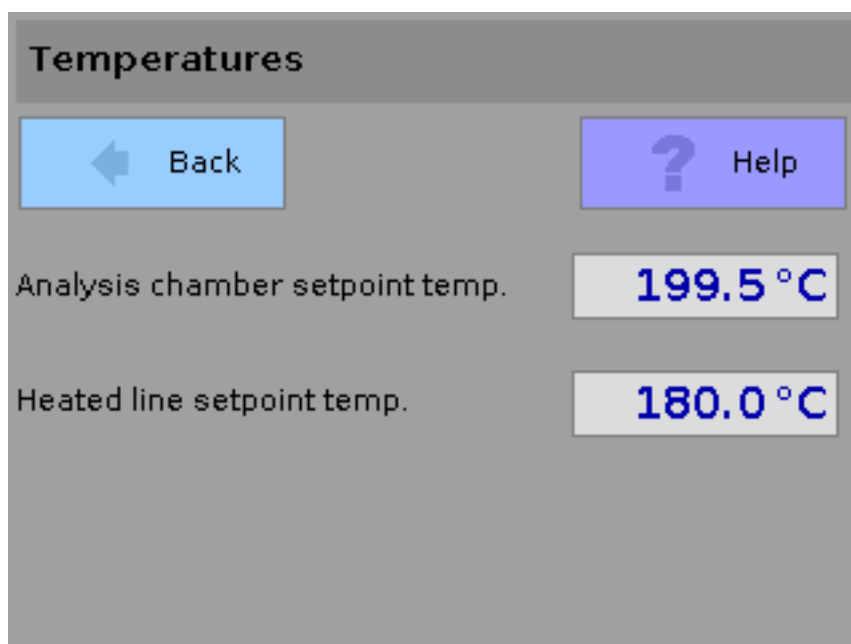 Temperatures
Back
Help
Analysis chamber setpoint temp.
199.5 °C
Heated line setpoint temp.
180.0 °C